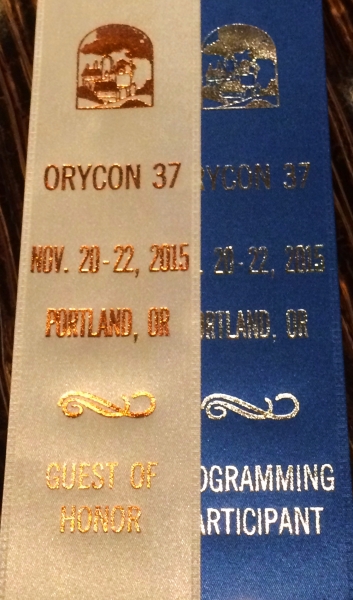 ORYCON 37
NOV. 20-22, 2015
PORTLAND, OR
GUEST OF
HONOR
RYCON 37
. 20-22, 2015
RTLAND, OR
OGRAMMING
ARTICIPANT